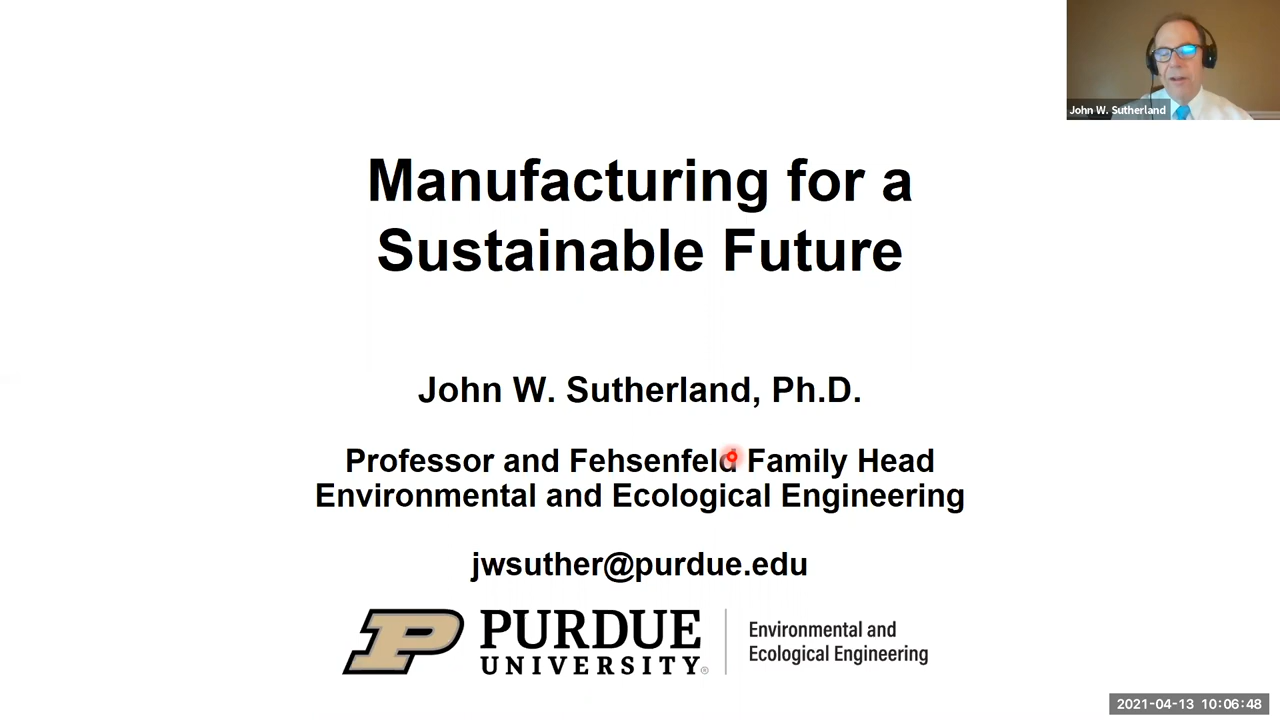 John W. Sutherland
Manufacturing for a
Sustainable Future
John W. Sutherland, Ph.D.
Professor and Fehsenfeld Family Head
Environmental and Ecological Engineering
jwsuther@purdue.edu
P PURDUE
UNIVERSITY®
Environmental and
Ecological Engineering
2021-04-13 10:06:48